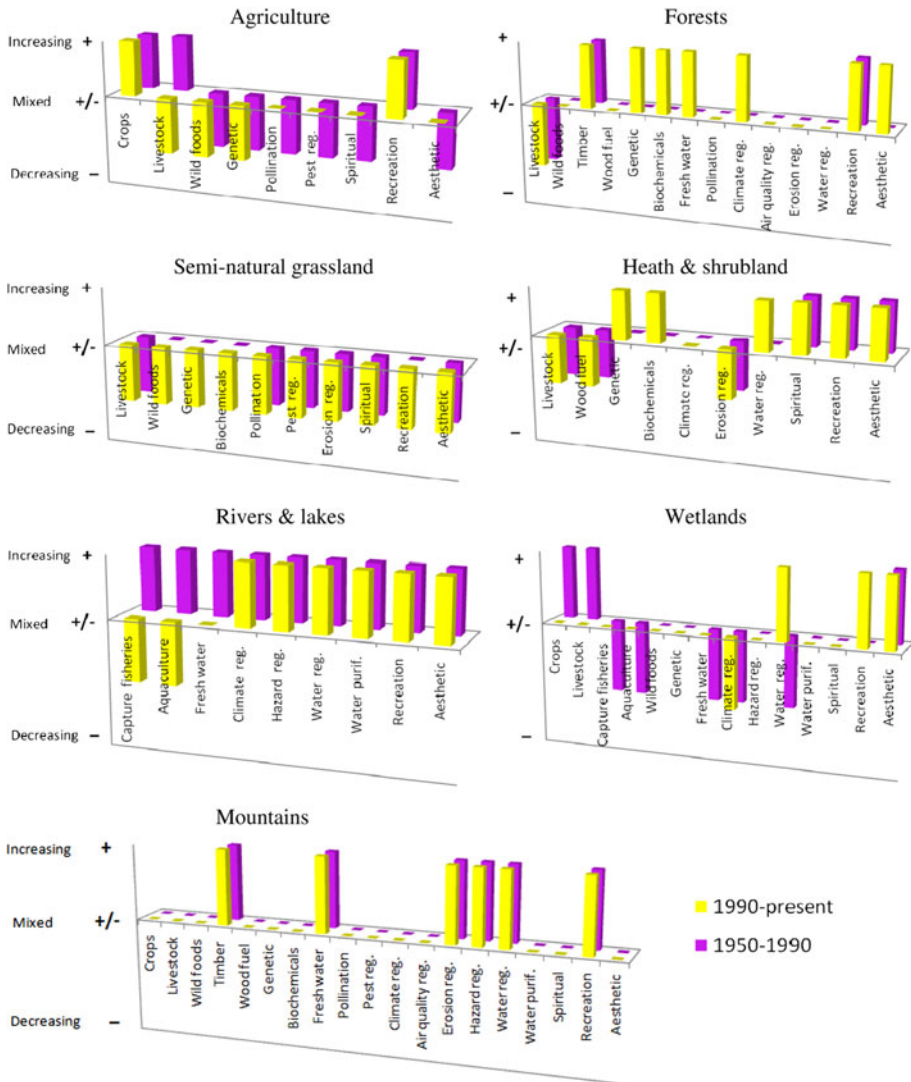 Agriculture
Increasing +
Mixed +/-
Decreasing −
Crops
Livestock
Wild foods
Genetic
Pollination
Pest reg.
Spiritual
Recreation
Aesthetic
Forests
+
+/-
−
Livestock
Wild foods
Timber
Wood fuel
Genetic
Biochemicals
Fresh water
Pollination
Climate reg.
Air quality reg.
Erosion reg.
Water reg.
Recreation
Aesthetic
Semi-natural grassland
Increasing +
Mixed +/-
Decreasing −
Livestock
Wild foods
Genetic
Biochemicals
Pollination
Pest reg.
Erosion reg.
Spiritual
Recreation
Aesthetic
Heath & shrubland
+
+/-
−
Livestock
Wood fuel
Genetic
Biochemicals
Climate reg.
Erosion reg.
Water reg.
Spiritual
Recreation
Aesthetic
Rivers & lakes
Increasing +
Mixed +/-
Decreasing −
Capture fisheries
Aquaculture
Fresh water
Climate reg.
Hazard reg.
Water reg.
Water purif.
Recreation
Aesthetic
Wetlands
+
+/-
−
Crops
Livestock
Capture fisheries
Aquaculture
Wild foods
Genetic
Fresh water
Climate reg.
Hazard reg.
Water reg.
Water purif.
Spiritual
Recreation
Aesthetic
Mountains
Increasing +
Mixed +/-
Decreasing −
Crops
Livestock
Wild foods
Timber
Wood fuel
Genetic
Biochemicals
Fresh water
Pollination
Pest reg.
Climate reg.
Air quality reg.
Erosion reg.
Hazard reg.
Water reg.
Water purif.
Spiritual
Recreation
Aesthetic
1990-present
1950-1990